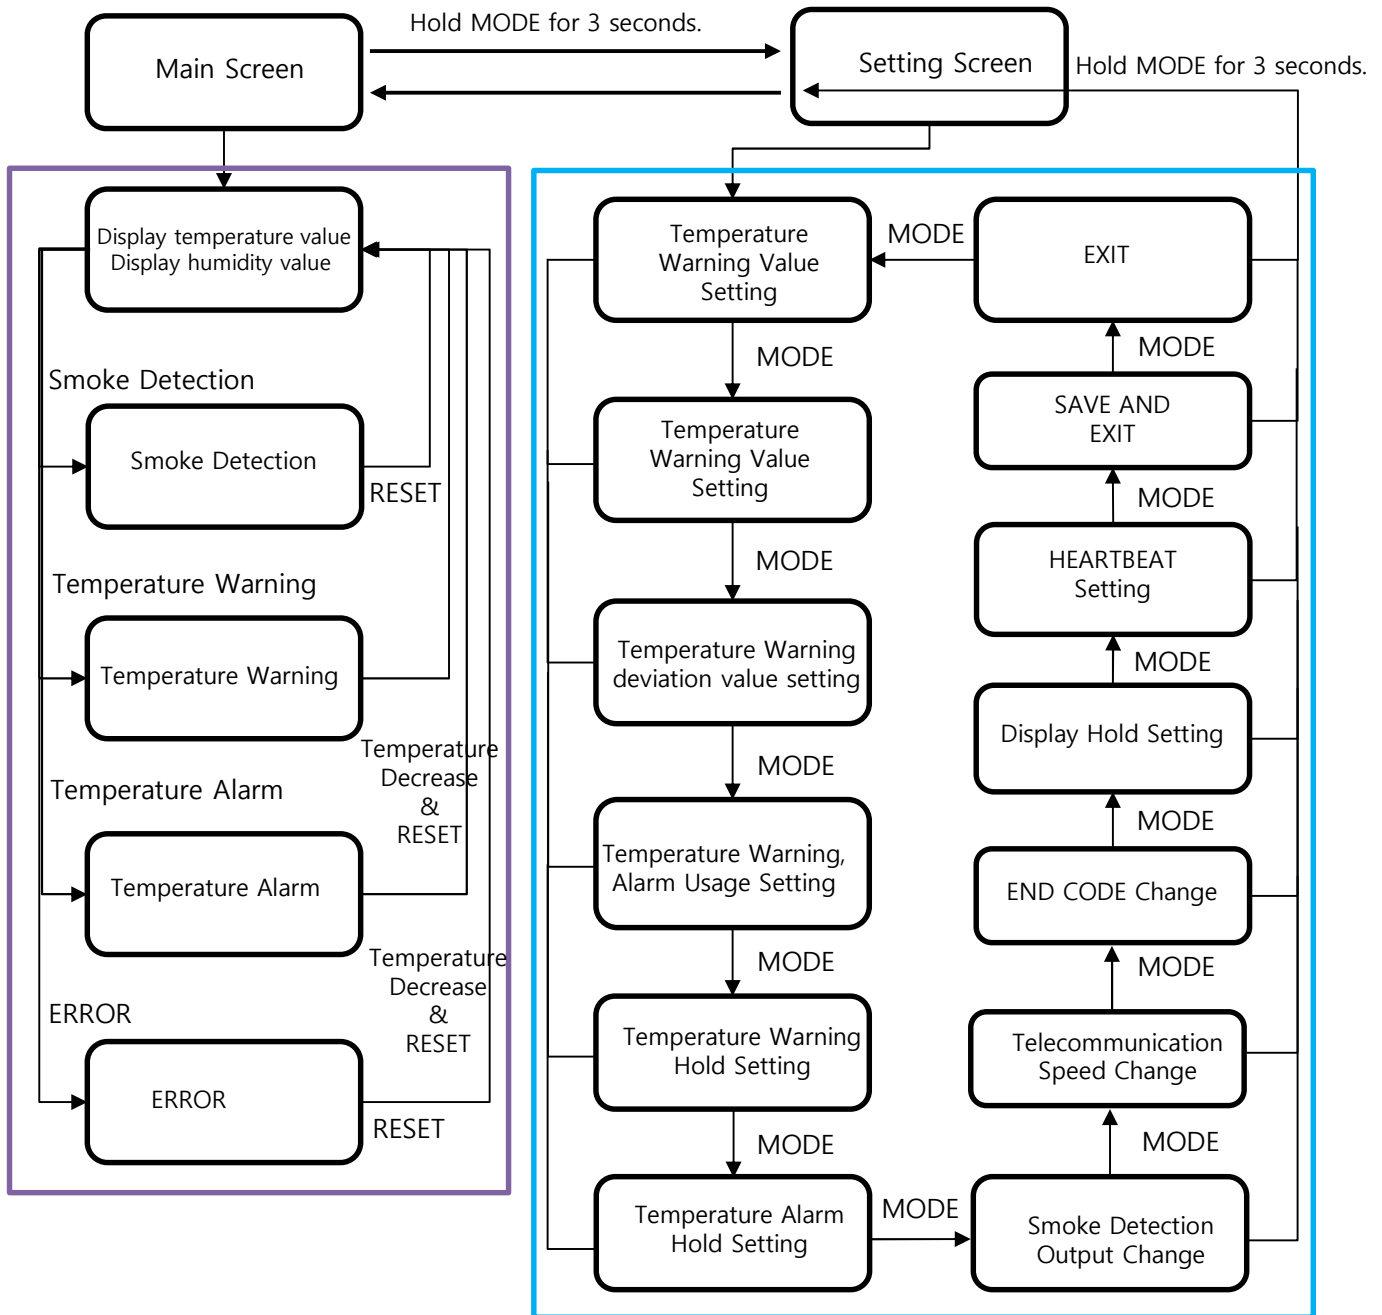 Hold MODE for 3 seconds.
Main Screen
Setting Screen
Hold MODE for 3 seconds.
Display temperature value
Display humidity value
Smoke Detection
Smoke Detection
RESET
Temperature Warning
Temperature Warning
Temperature
Decrease
&
RESET
Temperature Alarm
Temperature Alarm
Temperature
Decrease
&
RESET
ERROR
ERROR
RESET
Temperature
Warning Value
Setting
MODE
Temperature
Warning Value
Setting
MODE
Temperature Warning
deviation value setting
MODE
Temperature Warning,
Alarm Usage Setting
MODE
Temperature Warning
Hold Setting
MODE
Temperature Alarm
Hold Setting
MODE
Smoke Detection
Output Change
MODE
Telecommunication
Speed Change
MODE
END CODE Change
MODE
Display Hold Setting
MODE
HEARTBEAT
Setting
MODE
SAVE AND
EXIT
MODE
EXIT
MODE